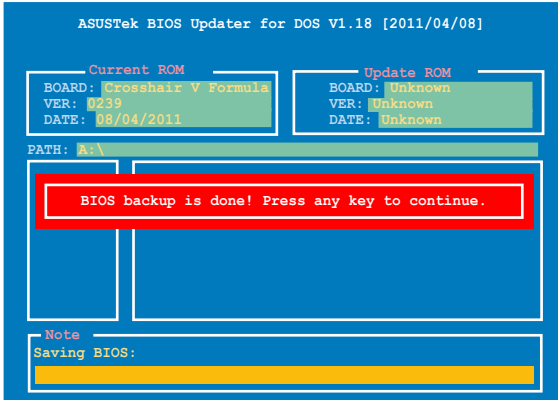 ASUSTek BIOS Updater for DOS V1.18 [2011/04/08]
Current ROM
BOARD: Crosshair V Formula
VER: 0239
DATE: 08/04/2011
Update ROM
BOARD: Unknown
VER: Unknown
DATE: Unknown
PATH: A:\
BIOS backup is done! Press any key to continue.
Note
Saving BIOS: